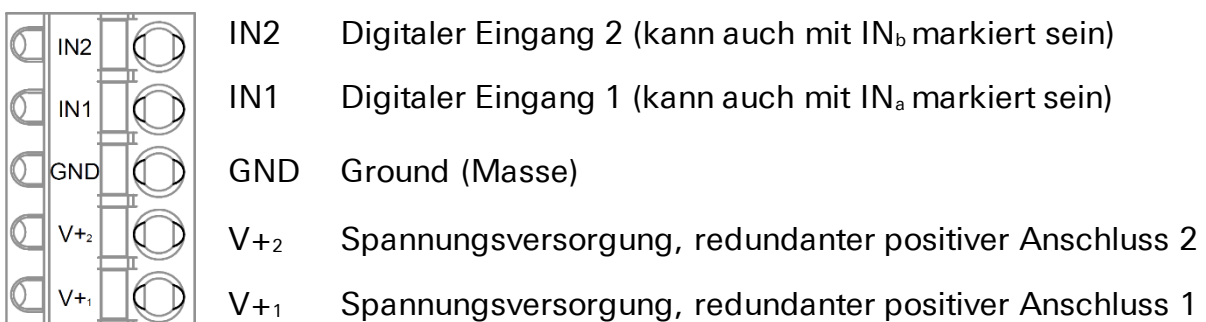 IN2 IN2 Digitaler Eingang 2 (kann auch mit INb markiert sein)
IN1 IN1 Digitaler Eingang 1 (kann auch mit INa markiert sein)
GND GND Ground (Masse)
V+₂ V+₂ Spannungsversorgung, redundanter positiver Anschluss 2
V+₁ V+₁ Spannungsversorgung, redundanter positiver Anschluss 1